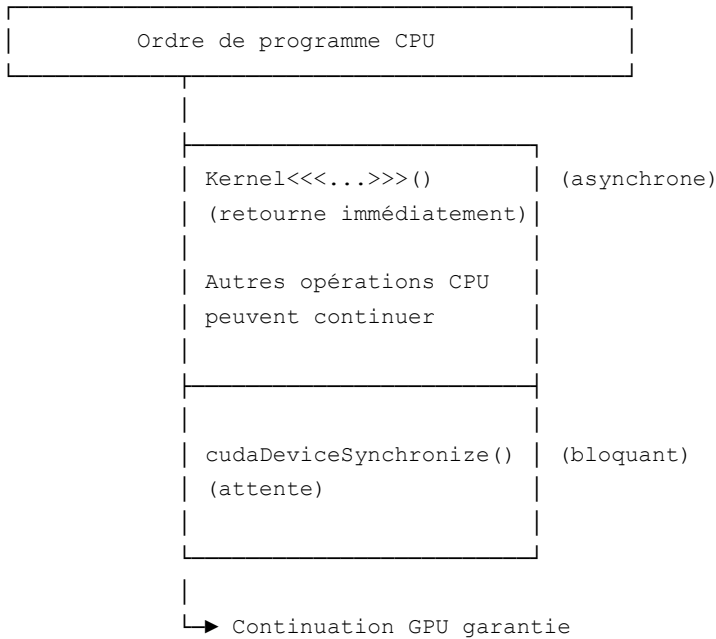 Ordre de programme CPU
Kernel<<<...>>>() (asynchrone)
(retourne immédiatement)
Autres opérations CPU
peuvent continuer
cudaDeviceSynchronize() (bloquant)
(attente)
Continuation GPU garantie